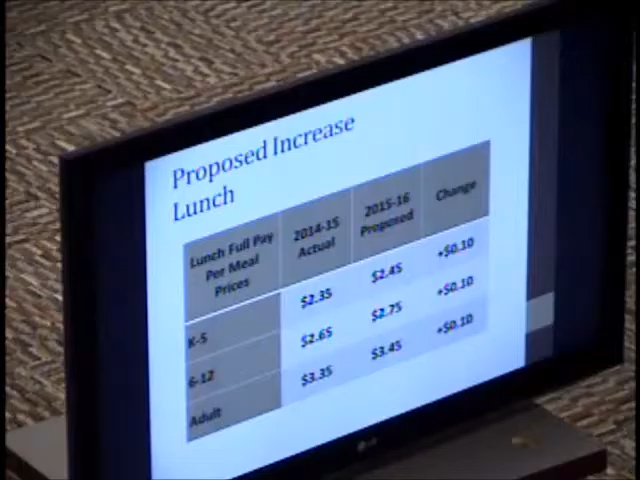 Proposed Increase
Lunch
Lunch Full Pay
Per Meal
Prices
2014-15
Actual
2015-16
Proposed
Change
K-5
$2.35
$2.45
+$0.10
6-12
$2.65
$2.75
+$0.10
Adult
$3.35
$3.45
+$0.10
LG